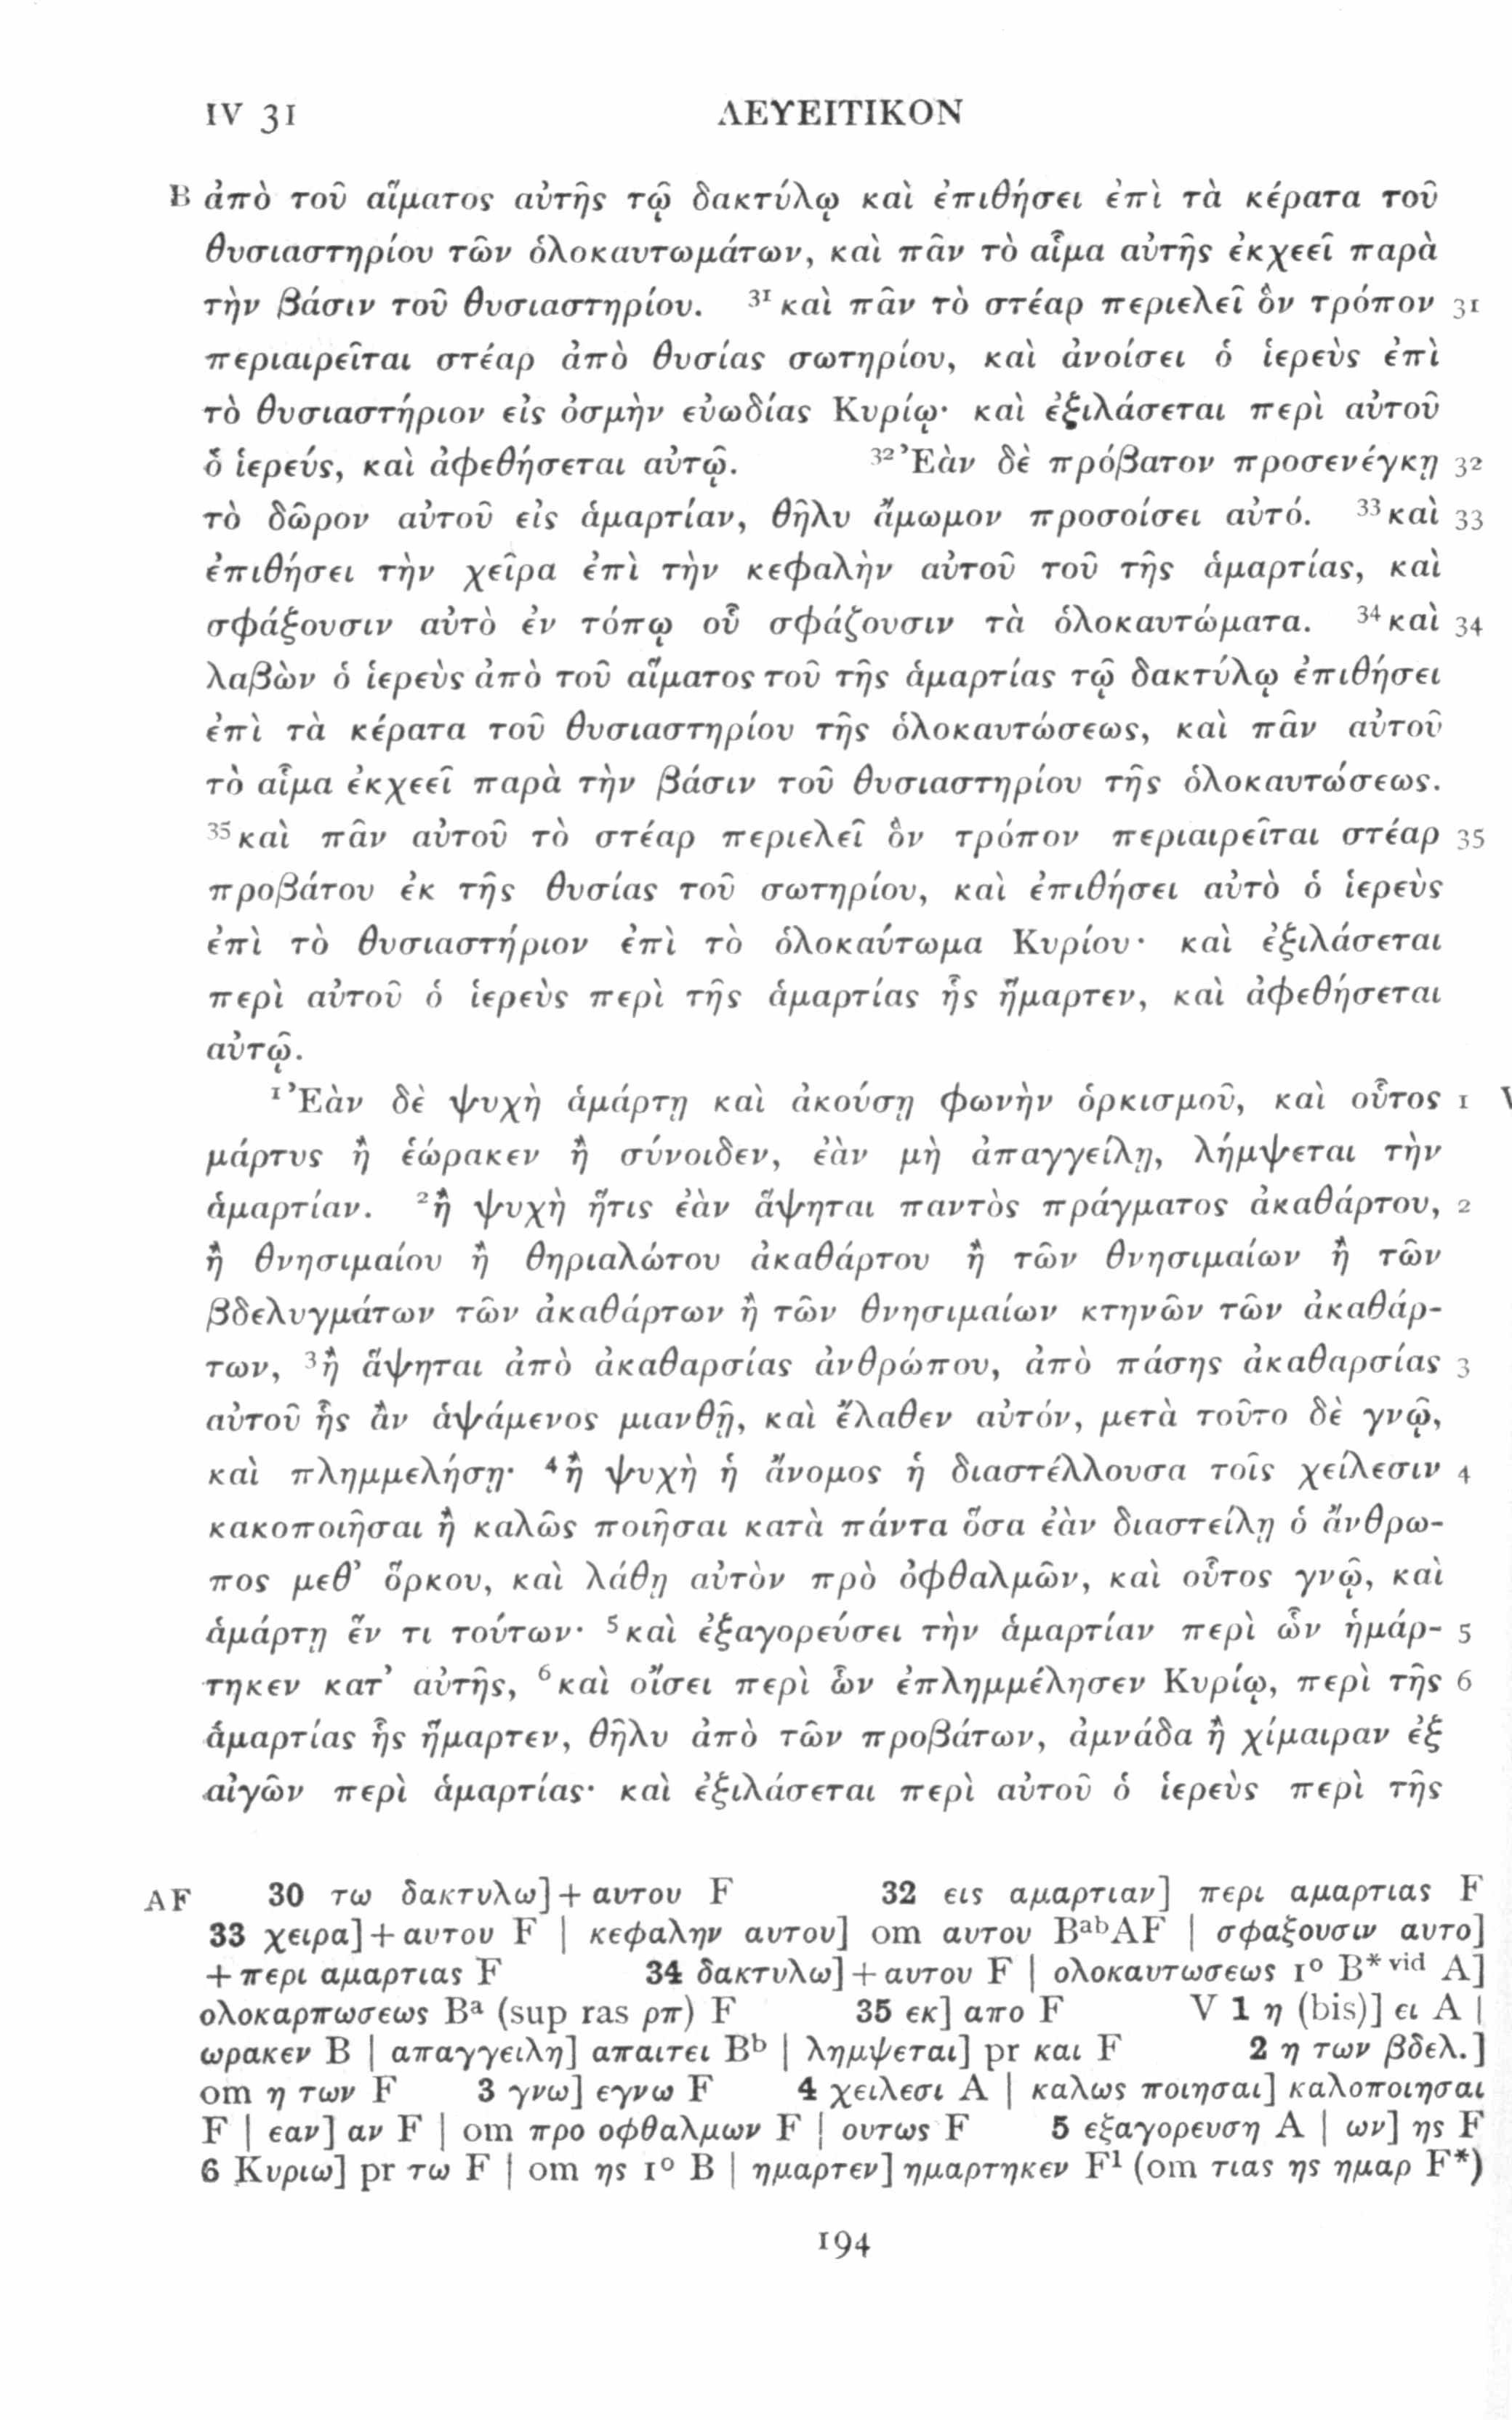 IV 31 ΛΕΥΕΙΤΙΚΟΝ
B ἀπὸ τοῦ αἵματος αὐτῆς τῷ δακτύλῳ καὶ ἐπιθήσει ἐπὶ τὰ κέρατα τοῦ
θυσιαστηρίου τῶν ὁλοκαυτωμάτων, καὶ πᾶν τὸ αἷμα αὐτῆς ἐκχεεῖ παρὰ
τὴν βάσιν τοῦ θυσιαστηρίου. ³¹καὶ πᾶν τὸ στέαρ περιελεῖ ὃν τρόπον 31
περιαιρεῖται στέαρ ἀπὸ θυσίας σωτηρίου, καὶ ἀνοίσει ὁ ἱερεὺς ἐπὶ
τὸ θυσιαστήριον εἰς ὀσμὴν εὐωδίας Κυρίῳ· καὶ ἐξιλάσεται περὶ αὐτοῦ
ὁ ἱερεύς, καὶ ἀφεθήσεται αὐτῷ. ³²Ἐὰν δὲ πρόβατον προσενέγκῃ 32
τὸ δῶρον αὐτοῦ εἰς ἁμαρτίαν, θῆλυ ἄμωμον προσοίσει αὐτό. ³³καὶ 33
ἐπιθήσει τὴν χεῖρα ἐπὶ τὴν κεφαλὴν αὐτοῦ τοῦ τῆς ἁμαρτίας, καὶ
σφάξουσιν αὐτὸ ἐν τόπῳ οὗ σφάζουσιν τὰ ὁλοκαυτώματα. ³⁴καὶ 34
λαβὼν ὁ ἱερεὺς ἀπὸ τοῦ αἵματος τοῦ τῆς ἁμαρτίας τῷ δακτύλῳ ἐπιθήσει
ἐπὶ τὰ κέρατα τοῦ θυσιαστηρίου τῆς ὁλοκαυτώσεως, καὶ πᾶν αὐτοῦ
τὸ αἷμα ἐκχεεῖ παρὰ τὴν βάσιν τοῦ θυσιαστηρίου τῆς ὁλοκαυτώσεως.
³⁵καὶ πᾶν αὐτοῦ τὸ στέαρ περιελεῖ ὃν τρόπον περιαιρεῖται στέαρ 35
προβάτου ἐκ τῆς θυσίας τοῦ σωτηρίου, καὶ ἐπιθήσει αὐτὸ ὁ ἱερεὺς
ἐπὶ τὸ θυσιαστήριον ἐπὶ τὸ ὁλοκαύτωμα Κυρίου· καὶ ἐξιλάσεται
περὶ αὐτοῦ ὁ ἱερεὺς περὶ τῆς ἁμαρτίας ἧς ἥμαρτεν, καὶ ἀφεθήσεται
αὐτῷ.
¹Ἐὰν δὲ ψυχὴ ἁμάρτῃ καὶ ἀκούσῃ φωνὴν ὁρκισμοῦ, καὶ οὗτος 1
μάρτυς ἢ ἑώρακεν ἢ σύνοιδεν, ἐὰν μὴ ἀπαγγείλῃ, λήμψεται τὴν
ἁμαρτίαν. ²ἢ ψυχὴ ἥτις ἐὰν ἅψηται παντὸς πράγματος ἀκαθάρτου, 2
ἢ θνησιμαίου ἢ θηριαλώτου ἀκαθάρτου ἢ τῶν θνησιμαίων ἢ τῶν
βδελυγμάτων τῶν ἀκαθάρτων ἢ τῶν θνησιμαίων κτηνῶν τῶν ἀκαθάρ-
των, ³ἢ ἅψηται ἀπὸ ἀκαθαρσίας ἀνθρώπου, ἀπὸ πάσης ἀκαθαρσίας 3
αὐτοῦ ἧς ἂν ἁψάμενος μιανθῇ, καὶ ἔλαθεν αὐτόν, μετὰ τοῦτο δὲ γνῷ,
καὶ πλημμελήσῃ· ⁴ἢ ψυχὴ ἡ ἄνομος ἡ διαστέλλουσα τοῖς χείλεσιν 4
κακοποιῆσαι ἢ καλῶς ποιῆσαι κατὰ πάντα ὅσα ἐὰν διαστείλῃ ὁ ἄνθρω-
πος μεθ’ ὅρκου, καὶ λάθῃ αὐτὸν πρὸ ὀφθαλμῶν, καὶ οὗτος γνῷ, καὶ
ἁμάρτῃ ἕν τι τούτων· ⁵καὶ ἐξαγορεύσει τὴν ἁμαρτίαν περὶ ὧν ἡμάρ- 5
τηκεν κατ’ αὐτῆς, ⁶καὶ οἴσει περὶ ὧν ἐπλημμέλησεν Κυρίῳ, περὶ τῆς 6
ἁμαρτίας ἧς ἥμαρτεν, θῆλυ ἀπὸ τῶν προβάτων, ἀμνάδα ἢ χίμαιραν ἐξ
αἰγῶν περὶ ἁμαρτίας· καὶ ἐξιλάσεται περὶ αὐτοῦ ὁ ἱερεὺς περὶ τῆς
AF 30 τω δακτυλω]+αυτου F 32 εις αμαρτιαν] περι αμαρτιας F
33 χειρα]+αυτου F | κεφαλην αυτου] om αυτου BᵃᵇAF | σφαξουσιν αυτο]
+περι αμαρτιας F 34 δακτυλω]+αυτου F | ολοκαυτωσεως 1º B*ᵛⁱᵈ A]
ολοκαρπωσεως Bᵃ (sup ras ρπ) F 35 εκ] απο F V 1 η (bis)] ει A |
ωρακεν B | απαγγειλη] απαιτει Bᵇ | λημψεται] pr και F 2 η των βδελ.]
om η των F 3 γνω] εγνω F 4 χειλεσι A | καλως ποιησαι] καλοποιησαι
F | εαν] αν F | om προ οφθαλμων F | ουτως F 5 εξαγορευση A | ων] ης F
6 Κυριω] pr τω F | om ης 1º B | ημαρτεν] ημαρτηκεν F¹ (om τιας ης ημαρ F*)
194